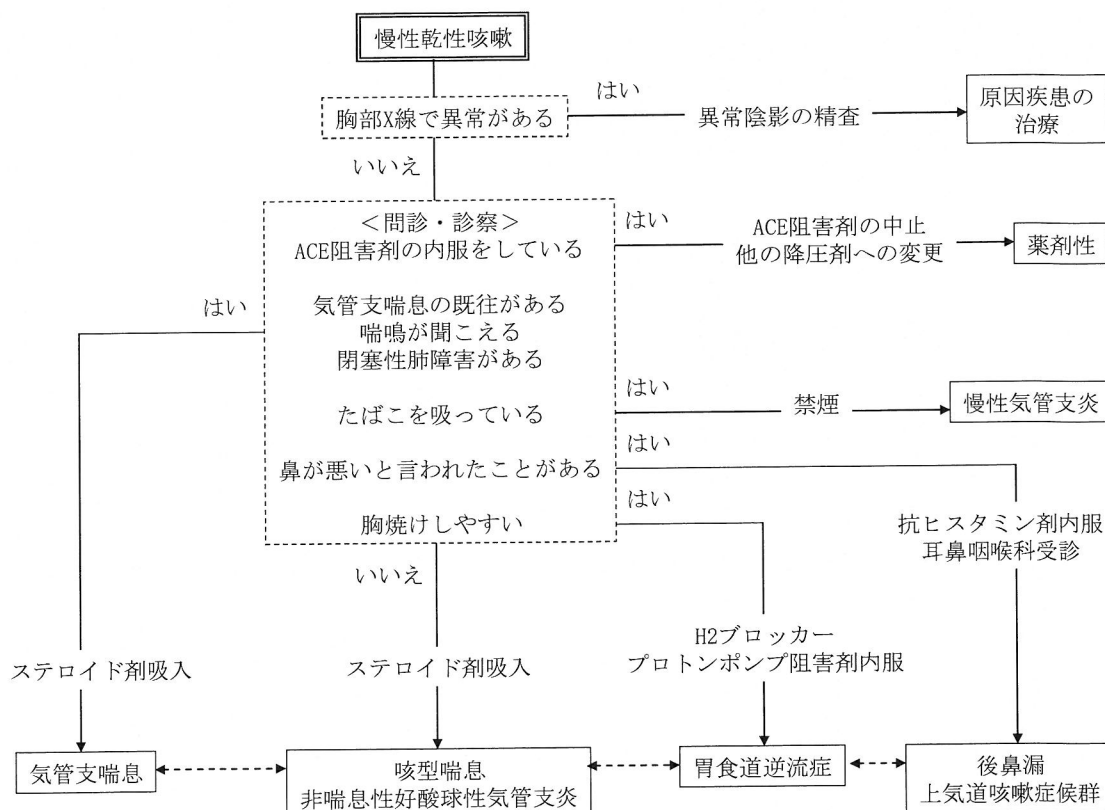 慢性乾性咳嗽
はい
胸部X線で異常がある
異常陰影の精査
原因疾患の
治療
いいえ
<問診・診察>
ACE阻害剤の内服をしている
はい
ACE阻害剤の中止
他の降圧剤への変更
薬剤性
はい
気管支喘息の既往がある
喘鳴が聞こえる
閉塞性肺障害がある
たばこを吸っている
はい
禁煙
慢性気管支炎
鼻が悪いと言われたことがある
はい
胸焼けしやすい
はい
抗ヒスタミン剤内服
耳鼻咽喉科受診
いいえ
H2ブロッカー
プロトンポンプ阻害剤内服
ステロイド剤吸入
ステロイド剤吸入
気管支喘息
咳型喘息
非喘息性好酸球性気管支炎
胃食道逆流症
後鼻漏
上気道咳嗽症候群